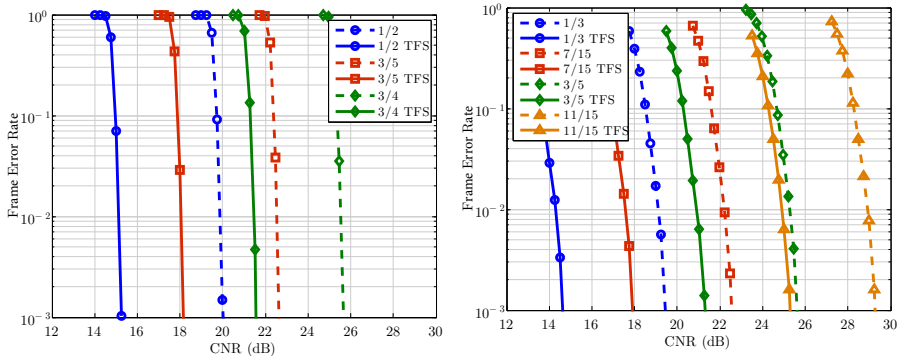 10^0
10^-1
10^-2
10^-3
Frame Error Rate
12 14 16 18 20 22 24 26 28 30
CNR (dB)
1/2
1/2 TFS
3/5
3/5 TFS
3/4
3/4 TFS
10^0
10^-1
10^-2
10^-3
Frame Error Rate
12 14 16 18 20 22 24 26 28 30
CNR (dB)
1/3
1/3 TFS
7/15
7/15 TFS
3/5
3/5 TFS
11/15
11/15 TFS